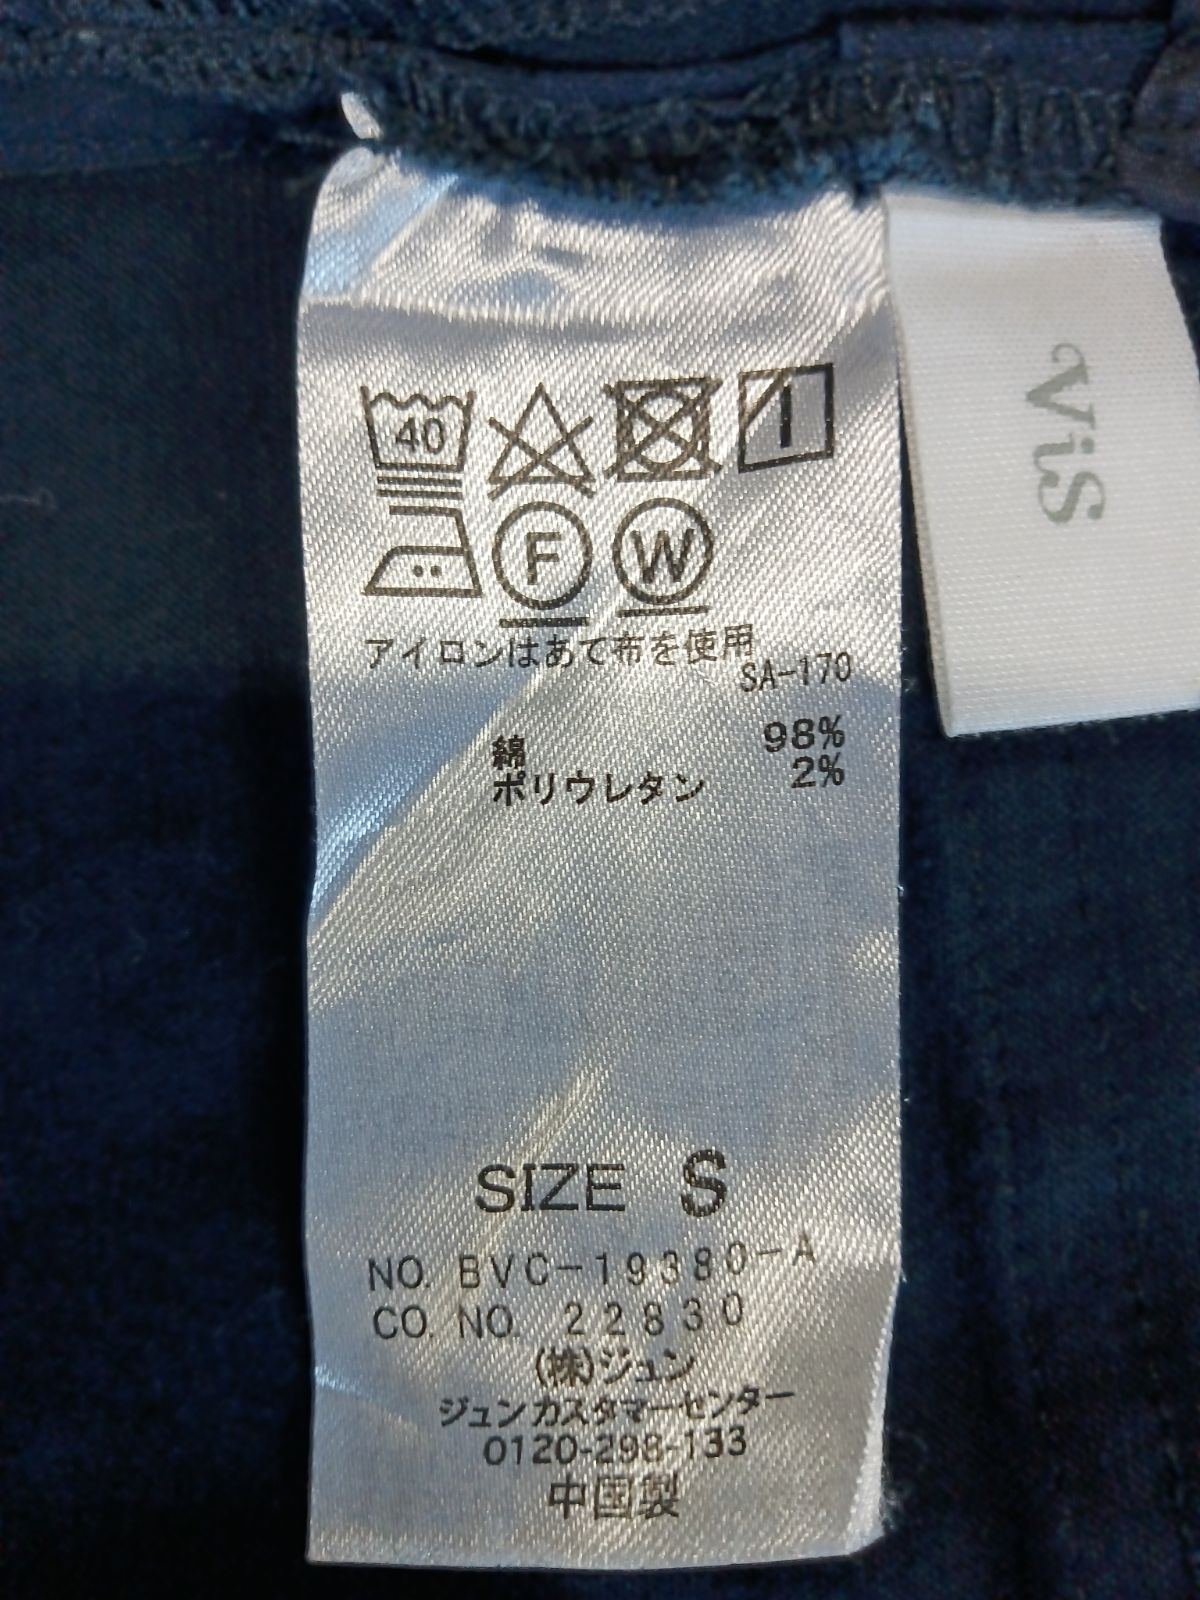 40
F W
アイロンはあて布を使用
SA-170
綿 98%
ポリウレタン 2%
SIZE S
NO. BVC-19380-A
CO. NO. 22830
(株)ジュン
ジュンカスタマーセンター
0120-298-133
中国製
ViS